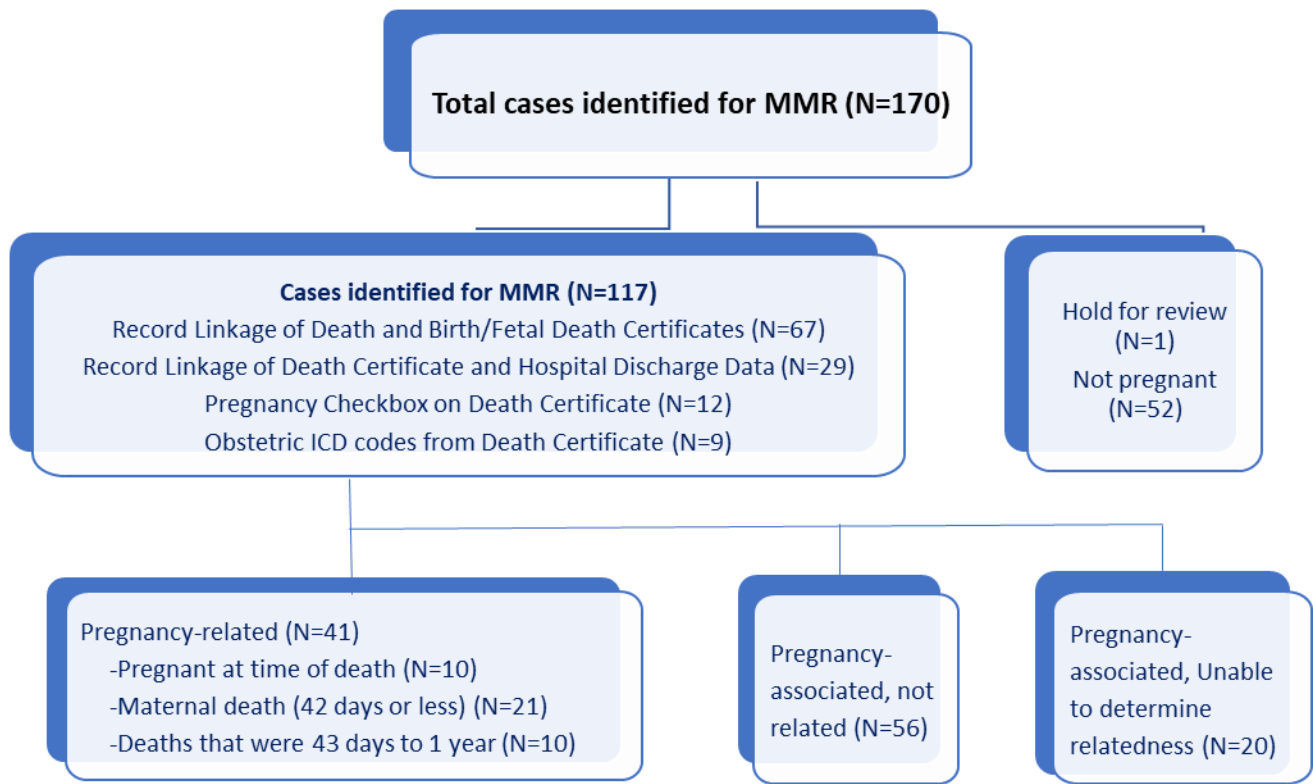 Total cases identified for MMR (N=170)
Cases identified for MMR (N=117)
Record Linkage of Death and Birth/Fetal Death Certificates (N=67)
Record Linkage of Death Certificate and Hospital Discharge Data (N=29)
Pregnancy Checkbox on Death Certificate (N=12)
Obstetric ICD codes from Death Certificate (N=9)
Hold for review
(N=1)
Not pregnant
(N=52)
Pregnancy-related (N=41)
-Pregnant at time of death (N=10)
-Maternal death (42 days or less) (N=21)
-Deaths that were 43 days to 1 year (N=10)
Pregnancy-
associated, not
related (N=56)
Pregnancy-
associated, Unable
to determine
relatedness (N=20)